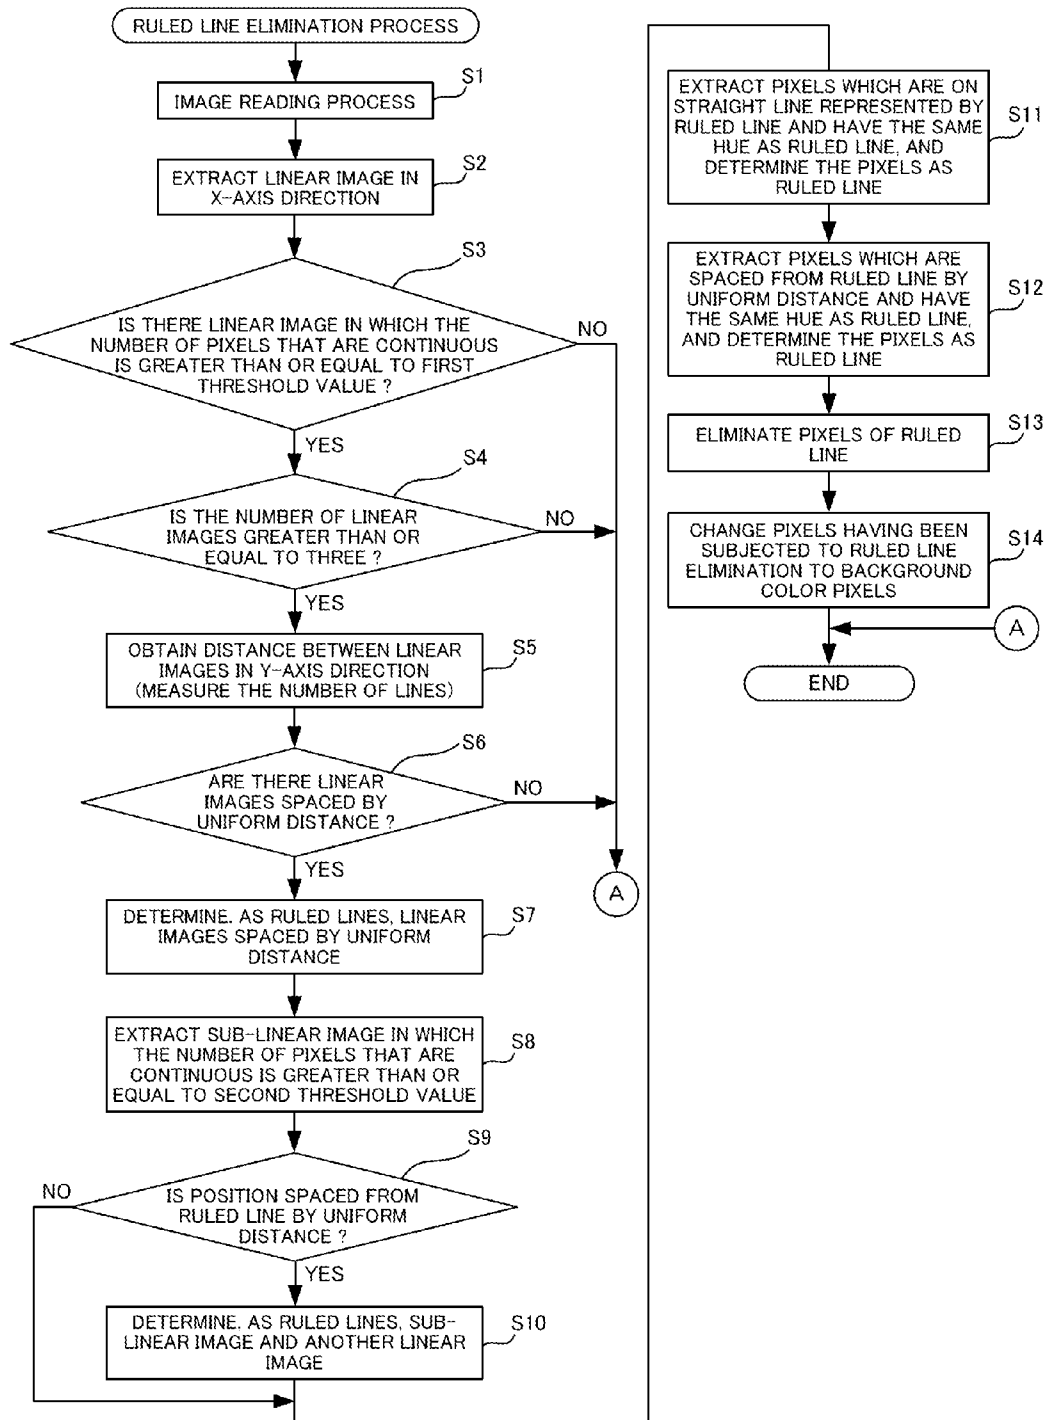 RULED LINE ELIMINATION PROCESS
S1
IMAGE READING PROCESS
S2
EXTRACT LINEAR IMAGE IN
X-AXIS DIRECTION
S3
IS THERE LINEAR IMAGE IN WHICH THE
NUMBER OF PIXELS THAT ARE CONTINUOUS
IS GREATER THAN OR EQUAL TO FIRST
THRESHOLD VALUE ?
NO
YES
S4
IS THE NUMBER OF LINEAR
IMAGES GREATER THAN OR
EQUAL TO THREE ?
NO
YES
S5
OBTAIN DISTANCE BETWEEN LINEAR
IMAGES IN Y-AXIS DIRECTION
(MEASURE THE NUMBER OF LINES)
S6
ARE THERE LINEAR
IMAGES SPACED BY
UNIFORM DISTANCE ?
NO
YES
A
S7
DETERMINE. AS RULED LINES, LINEAR
IMAGES SPACED BY UNIFORM
DISTANCE
S8
EXTRACT SUB-LINEAR IMAGE IN WHICH
THE NUMBER OF PIXELS THAT ARE
CONTINUOUS IS GREATER THAN OR
EQUAL TO SECOND THRESHOLD VALUE
S9
NO
IS POSITION SPACED FROM
RULED LINE BY UNIFORM
DISTANCE ?
YES
S10
DETERMINE. AS RULED LINES, SUB-
LINEAR IMAGE AND ANOTHER LINEAR
IMAGE
S11
EXTRACT PIXELS WHICH ARE ON
STRAIGHT LINE REPRESENTED BY
RULED LINE AND HAVE THE SAME
HUE AS RULED LINE, AND
DETERMINE THE PIXELS AS
RULED LINE
S12
EXTRACT PIXELS WHICH ARE
SPACED FROM RULED LINE BY
UNIFORM DISTANCE AND HAVE
THE SAME HUE AS RULED LINE,
AND DETERMINE THE PIXELS AS
RULED LINE
S13
ELIMINATE PIXELS OF RULED
LINE
S14
CHANGE PIXELS HAVING BEEN
SUBJECTED TO RULED LINE
ELIMINATION TO BACKGROUND
COLOR PIXELS
A
END